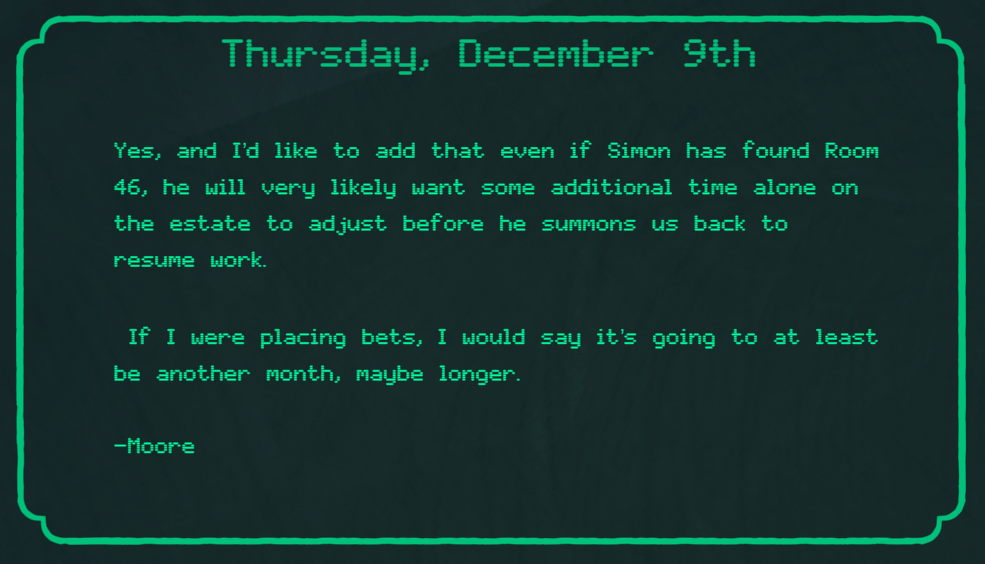 Thursday, December 9th
Yes, and I'd like to add that even if Simon has found Room
46, he will very likely want some additional time alone on
the estate to adjust before he summons us back to
resume work.
If I were placing bets, I would say it's going to at least
be another month, maybe longer.
-Moore